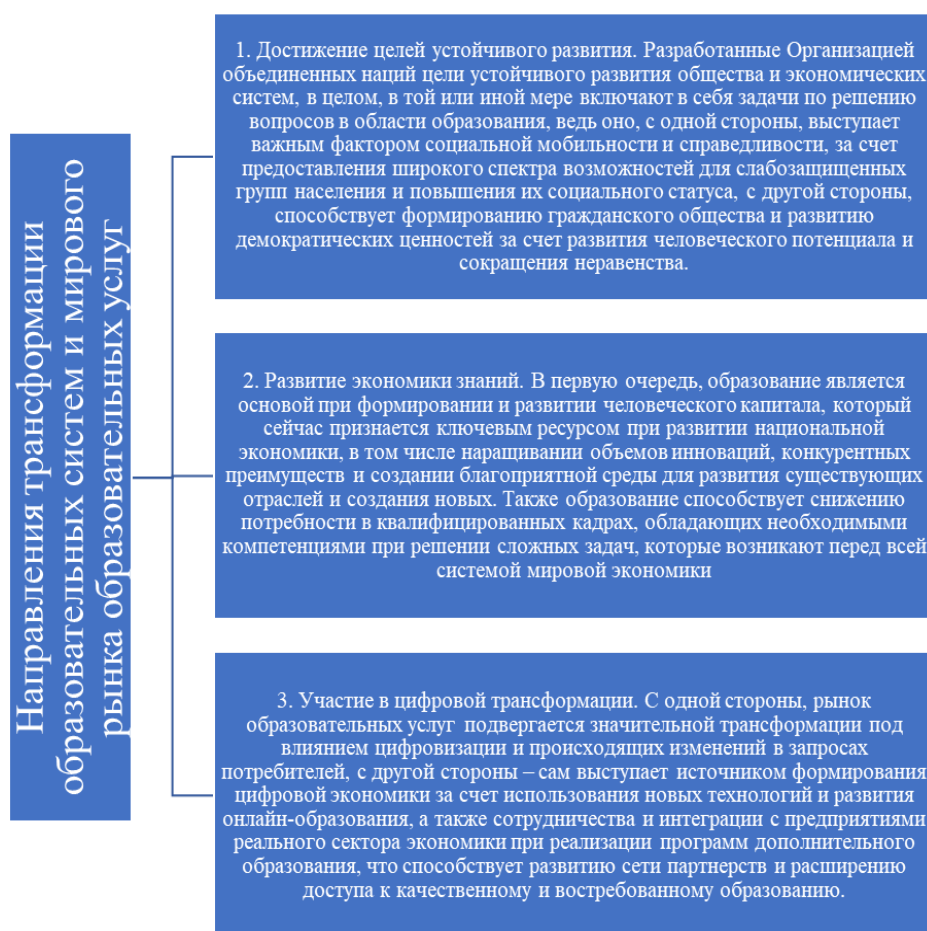 Направления трансформации
образовательных систем и мирового
рынка образовательных услуг
1. Достижение целей устойчивого развития. Разработанные Организацией
объединенных наций цели устойчивого развития общества и экономических
систем, в целом, в той или иной мере включают в себя задачи по решению
вопросов в области образования, ведь оно, с одной стороны, выступает
важным фактором социальной мобильности и справедливости, за счет
предоставления широкого спектра возможностей для слабозащищенных
групп населения и повышения их социального статуса, с другой стороны,
способствует формированию гражданского общества и развитию
демократических ценностей за счет развития человеческого потенциала и
сокращения неравенства.
2. Развитие экономики знаний. В первую очередь, образование является
основой при формировании и развитии человеческого капитала, который
сейчас признается ключевым ресурсом при развитии национальной
экономики, в том числе наращивании объемов инноваций, конкурентных
преимуществ и создании благоприятной среды для развития существующих
отраслей и создания новых. Также образование способствует снижению
потребности в квалифицированных кадрах, обладающих необходимыми
компетенциями при решении сложных задач, которые возникают перед всей
системой мировой экономики
3. Участие в цифровой трансформации. С одной стороны, рынок
образовательных услуг подвергается значительной трансформации под
влиянием цифровизации и происходящих изменений в запросах
потребителей, с другой стороны – сам выступает источником формирования
цифровой экономики за счет использования новых технологий и развития
онлайн-образования, а также сотрудничества и интеграции с предприятиями
реального сектора экономики при реализации программ дополнительного
образования, что способствует развитию сети партнерств и расширению
доступа к качественному и востребованному образованию.